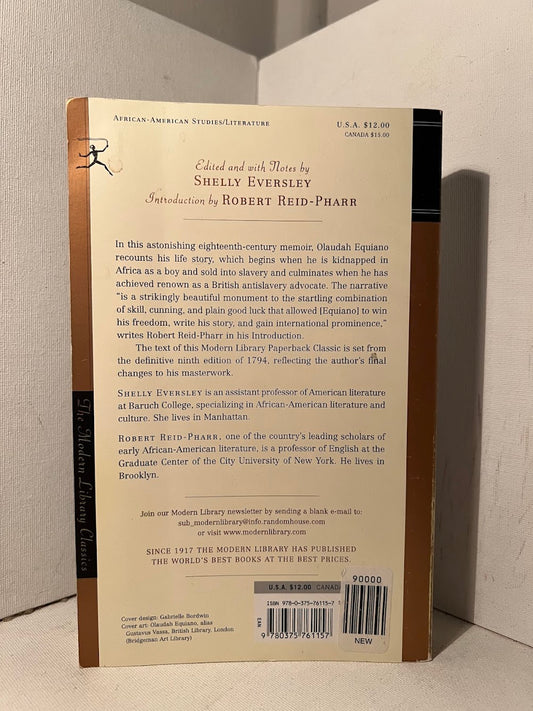 AFRICAN-AMERICAN STUDIES/LITERATURE
U.S.A. $12.00
CANADA $15.00
Edited and with Notes by
SHELLY EVERSLEY
Introduction by ROBERT REID-PHARR
In this astonishing eighteenth-century memoir, Olaudah Equiano
recounts his life story, which begins when he is kidnapped in
Africa as a boy and sold into slavery and culminates when he has
achieved renown as a British antislavery advocate. The narrative
"is a strikingly beautiful monument to the startling combination
of skill, cunning, and plain good luck that allowed [Equiano] to win
his freedom, write his story, and gain international prominence,"
writes Robert Reid-Pharr in his Introduction.
The text of this Modern Library Paperback Classic is set from
the definitive ninth edition of 1794, reflecting the author's final
changes to his masterwork.
SHELLY EVERSLEY is an assistant professor of American literature
at Baruch College, specializing in African-American literature and
culture. She lives in Manhattan.
ROBERT REID-PHARR, one of the country's leading scholars of
early African-American literature, is a professor of English at the
Graduate Center of the City University of New York. He lives in
Brooklyn.
The Modern Library Classics
Join our Modern Library newsletter by sending a blank e-mail to:
sub_modernlibrary@info.randomhouse.com
or visit www.modernlibrary.com
SINCE 1917 THE MODERN LIBRARY HAS PUBLISHED
THE WORLD'S BEST BOOKS AT THE BEST PRICES.
U.S.A. $12.00 CANAD
ISBN 978-0-375-76115-7
90000
EAN
9 780375 761157
NEW
Cover design: Gabrielle Bordwin
Cover art: Olaudah Equiano, alias
Gustavus Vassa, British Library, London
(Bridgeman Art Library)